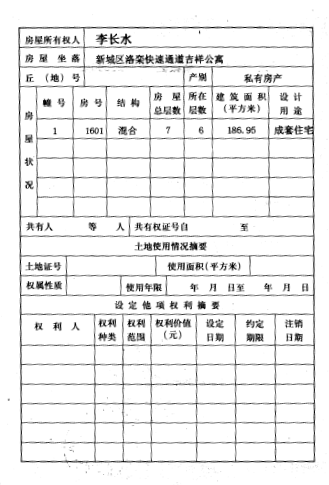 房屋所有权人 李长水
房屋坐落 新城区洛栾快速通道吉祥公寓
丘(地)号 产别 私有房产
房屋状况 幢号 房号 结构 房屋总层数 所在层数 建筑面积(平方米) 设计用途
1 1601 混合 7 6 186.95 成套住宅
共有人 等 人 共有权证号自 至
土地使用情况摘要
土地证号 使用面积(平方米)
权属性质 使用年限 年 月 日至 年 月 日
设定他项权利摘要
权利人 权利种类 权利范围 权利价值(元) 设定日期 约定期限 注销日期